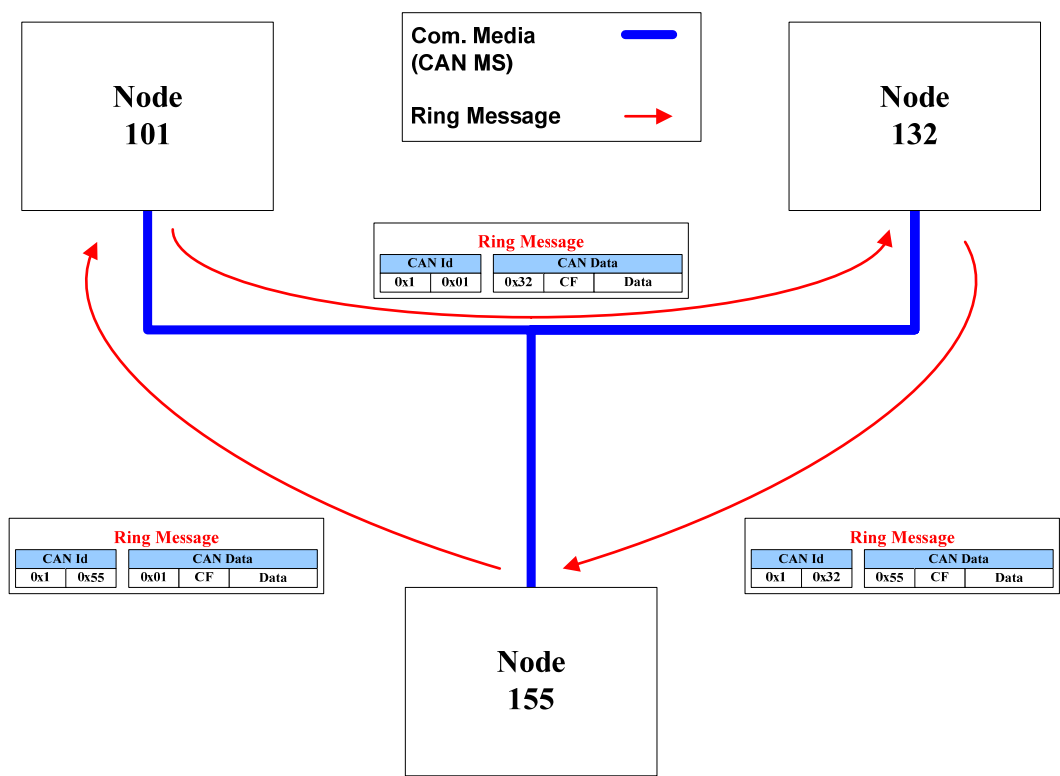 Node
101
Com. Media
(CAN MS)
Ring Message
Node
132
Ring Message
CAN Id CAN Data
0x1 0x01 0x32 CF Data
Ring Message
CAN Id CAN Data
0x1 0x55 0x01 CF Data
Ring Message
CAN Id CAN Data
0x1 0x32 0x55 CF Data
Node
155